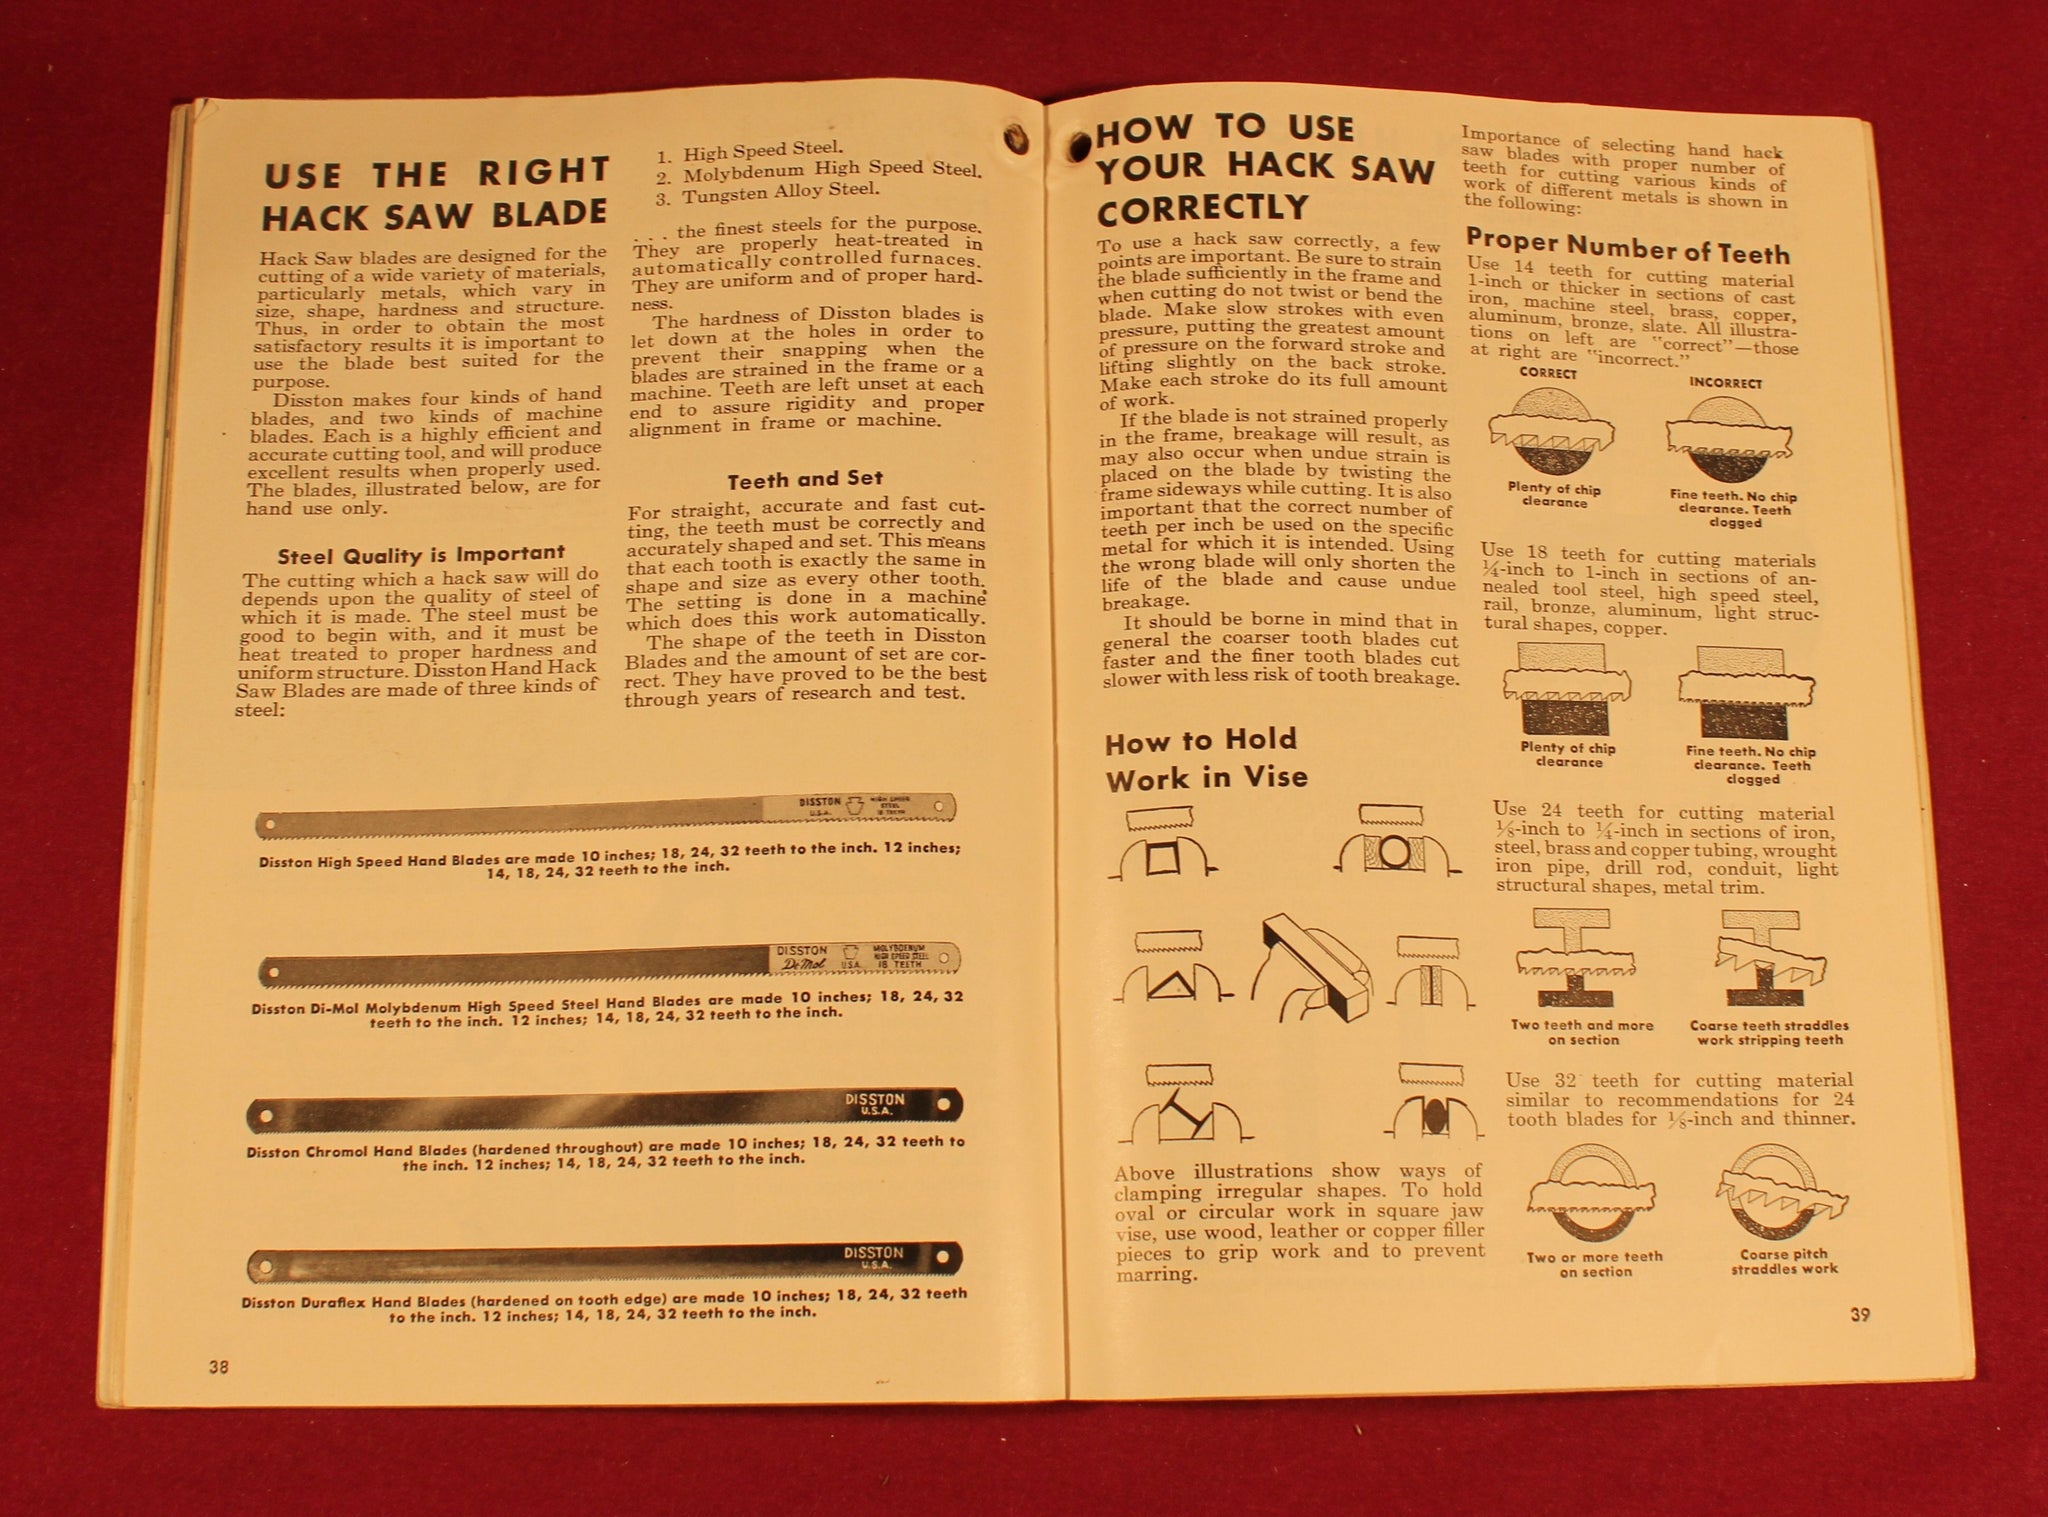 USE THE RIGHT
HACK SAW BLADE
Hack Saw blades are designed for the
cutting of a wide variety of materials,
particularly metals, which vary in
size, shape, hardness and structure.
Thus, in order to obtain the most
satisfactory results it is important to
use the blade best suited for the
purpose.
Disston makes four kinds of hand
blades, and two kinds of machine
blades. Each is a highly efficient and
accurate cutting tool, and will produce
excellent results when properly used.
The blades, illustrated below, are for
hand use only.
Steel Quality is Important
The cutting which a hack saw will do
depends upon the quality of steel of
which it is made. The steel must be
good to begin with, and it must be
heat treated to proper hardness and
uniform structure. Disston Hand Hack
Saw Blades are made of three kinds of
steel:
1. High Speed Steel.
2. Molybdenum High Speed Steel.
3. Tungsten Alloy Steel.
. . . the finest steels for the purpose.
They are properly heat-treated in
automatically controlled furnaces.
They are uniform and of proper hard-
ness.
The hardness of Disston blades is
let down at the holes in order to
prevent their snapping when the
blades are strained in the frame or a
machine. Teeth are left unset at each
end to assure rigidity and proper
alignment in frame or machine.
Teeth and Set
For straight, accurate and fast cut-
ting, the teeth must be correctly and
accurately shaped and set. This means
that each tooth is exactly the same in
shape and size as every other tooth.
The setting is done in a machine
which does this work automatically.
The shape of the teeth in Disston
Blades and the amount of set are cor-
rect. They have proved to be the best
through years of research and test.
DISSTON
U.S.A.
HIGH SPEED
STEEL
18 TEETH
Disston High Speed Hand Blades are made 10 inches; 18, 24, 32 teeth to the inch. 12 inches;
14, 18, 24, 32 teeth to the inch.
DISSTON
Di-Mol
U.S.A.
MOLYBDENUM
HIGH SPEED STEEL
18 TEETH
Disston Di-Mol Molybdenum High Speed Steel Hand Blades are made 10 inches; 18, 24, 32
teeth to the inch. 12 inches; 14, 18, 24, 32 teeth to the inch.
DISSTON
U.S.A.
Disston Chromol Hand Blades (hardened throughout) are made 10 inches; 18, 24, 32 teeth to
the inch. 12 inches; 14, 18, 24, 32 teeth to the inch.
DISSTON
U.S.A.
Disston Duraflex Hand Blades (hardened on tooth edge) are made 10 inches; 18, 24, 32 teeth
to the inch. 12 inches; 14, 18, 24, 32 teeth to the inch.
38
HOW TO USE
YOUR HACK SAW
CORRECTLY
To use a hack saw correctly, a few
points are important. Be sure to strain
the blade sufficiently in the frame and
when cutting do not twist or bend the
blade. Make slow strokes with even
pressure, putting the greatest amount
of pressure on the forward stroke and
lifting slightly on the back stroke.
Make each stroke do its full amount
of work.
If the blade is not strained properly
in the frame, breakage will result, as
may also occur when undue strain is
placed on the blade by twisting the
frame sideways while cutting. It is also
important that the correct number of
teeth per inch be used on the specific
metal for which it is intended. Using
the wrong blade will only shorten the
life of the blade and cause undue
breakage.
It should be borne in mind that in
general the coarser tooth blades cut
faster and the finer tooth blades cut
slower with less risk of tooth breakage.
How to Hold
Work in Vise
Above illustrations show ways of
clamping irregular shapes. To hold
oval or circular work in square jaw
vise, use wood, leather or copper filler
pieces to grip work and to prevent
marring.
Importance of selecting hand hack
saw blades with proper number of
teeth for cutting various kinds of
work of different metals is shown in
the following:
Proper Number of Teeth
Use 14 teeth for cutting material
1-inch or thicker in sections of cast
iron, machine steel, brass, copper,
aluminum, bronze, slate. All illustra-
tions on left are "correct"—those
at right are "incorrect."
CORRECT
INCORRECT
Plenty of chip
clearance
Fine teeth. No chip
clearance. Teeth
clogged
Use 18 teeth for cutting materials
¼-inch to 1-inch in sections of an-
nealed tool steel, high speed steel,
rail, bronze, aluminum, light struc-
tural shapes, copper.
Plenty of chip
clearance
Fine teeth. No chip
clearance. Teeth
clogged
Use 24 teeth for cutting material
⅛-inch to ¼-inch in sections of iron,
steel, brass and copper tubing, wrought
iron pipe, drill rod, conduit, light
structural shapes, metal trim.
Two teeth and more
on section
Coarse teeth straddles
work stripping teeth
Use 32 teeth for cutting material
similar to recommendations for 24
tooth blades for ⅛-inch and thinner.
Two or more teeth
on section
Coarse pitch
straddles work
39